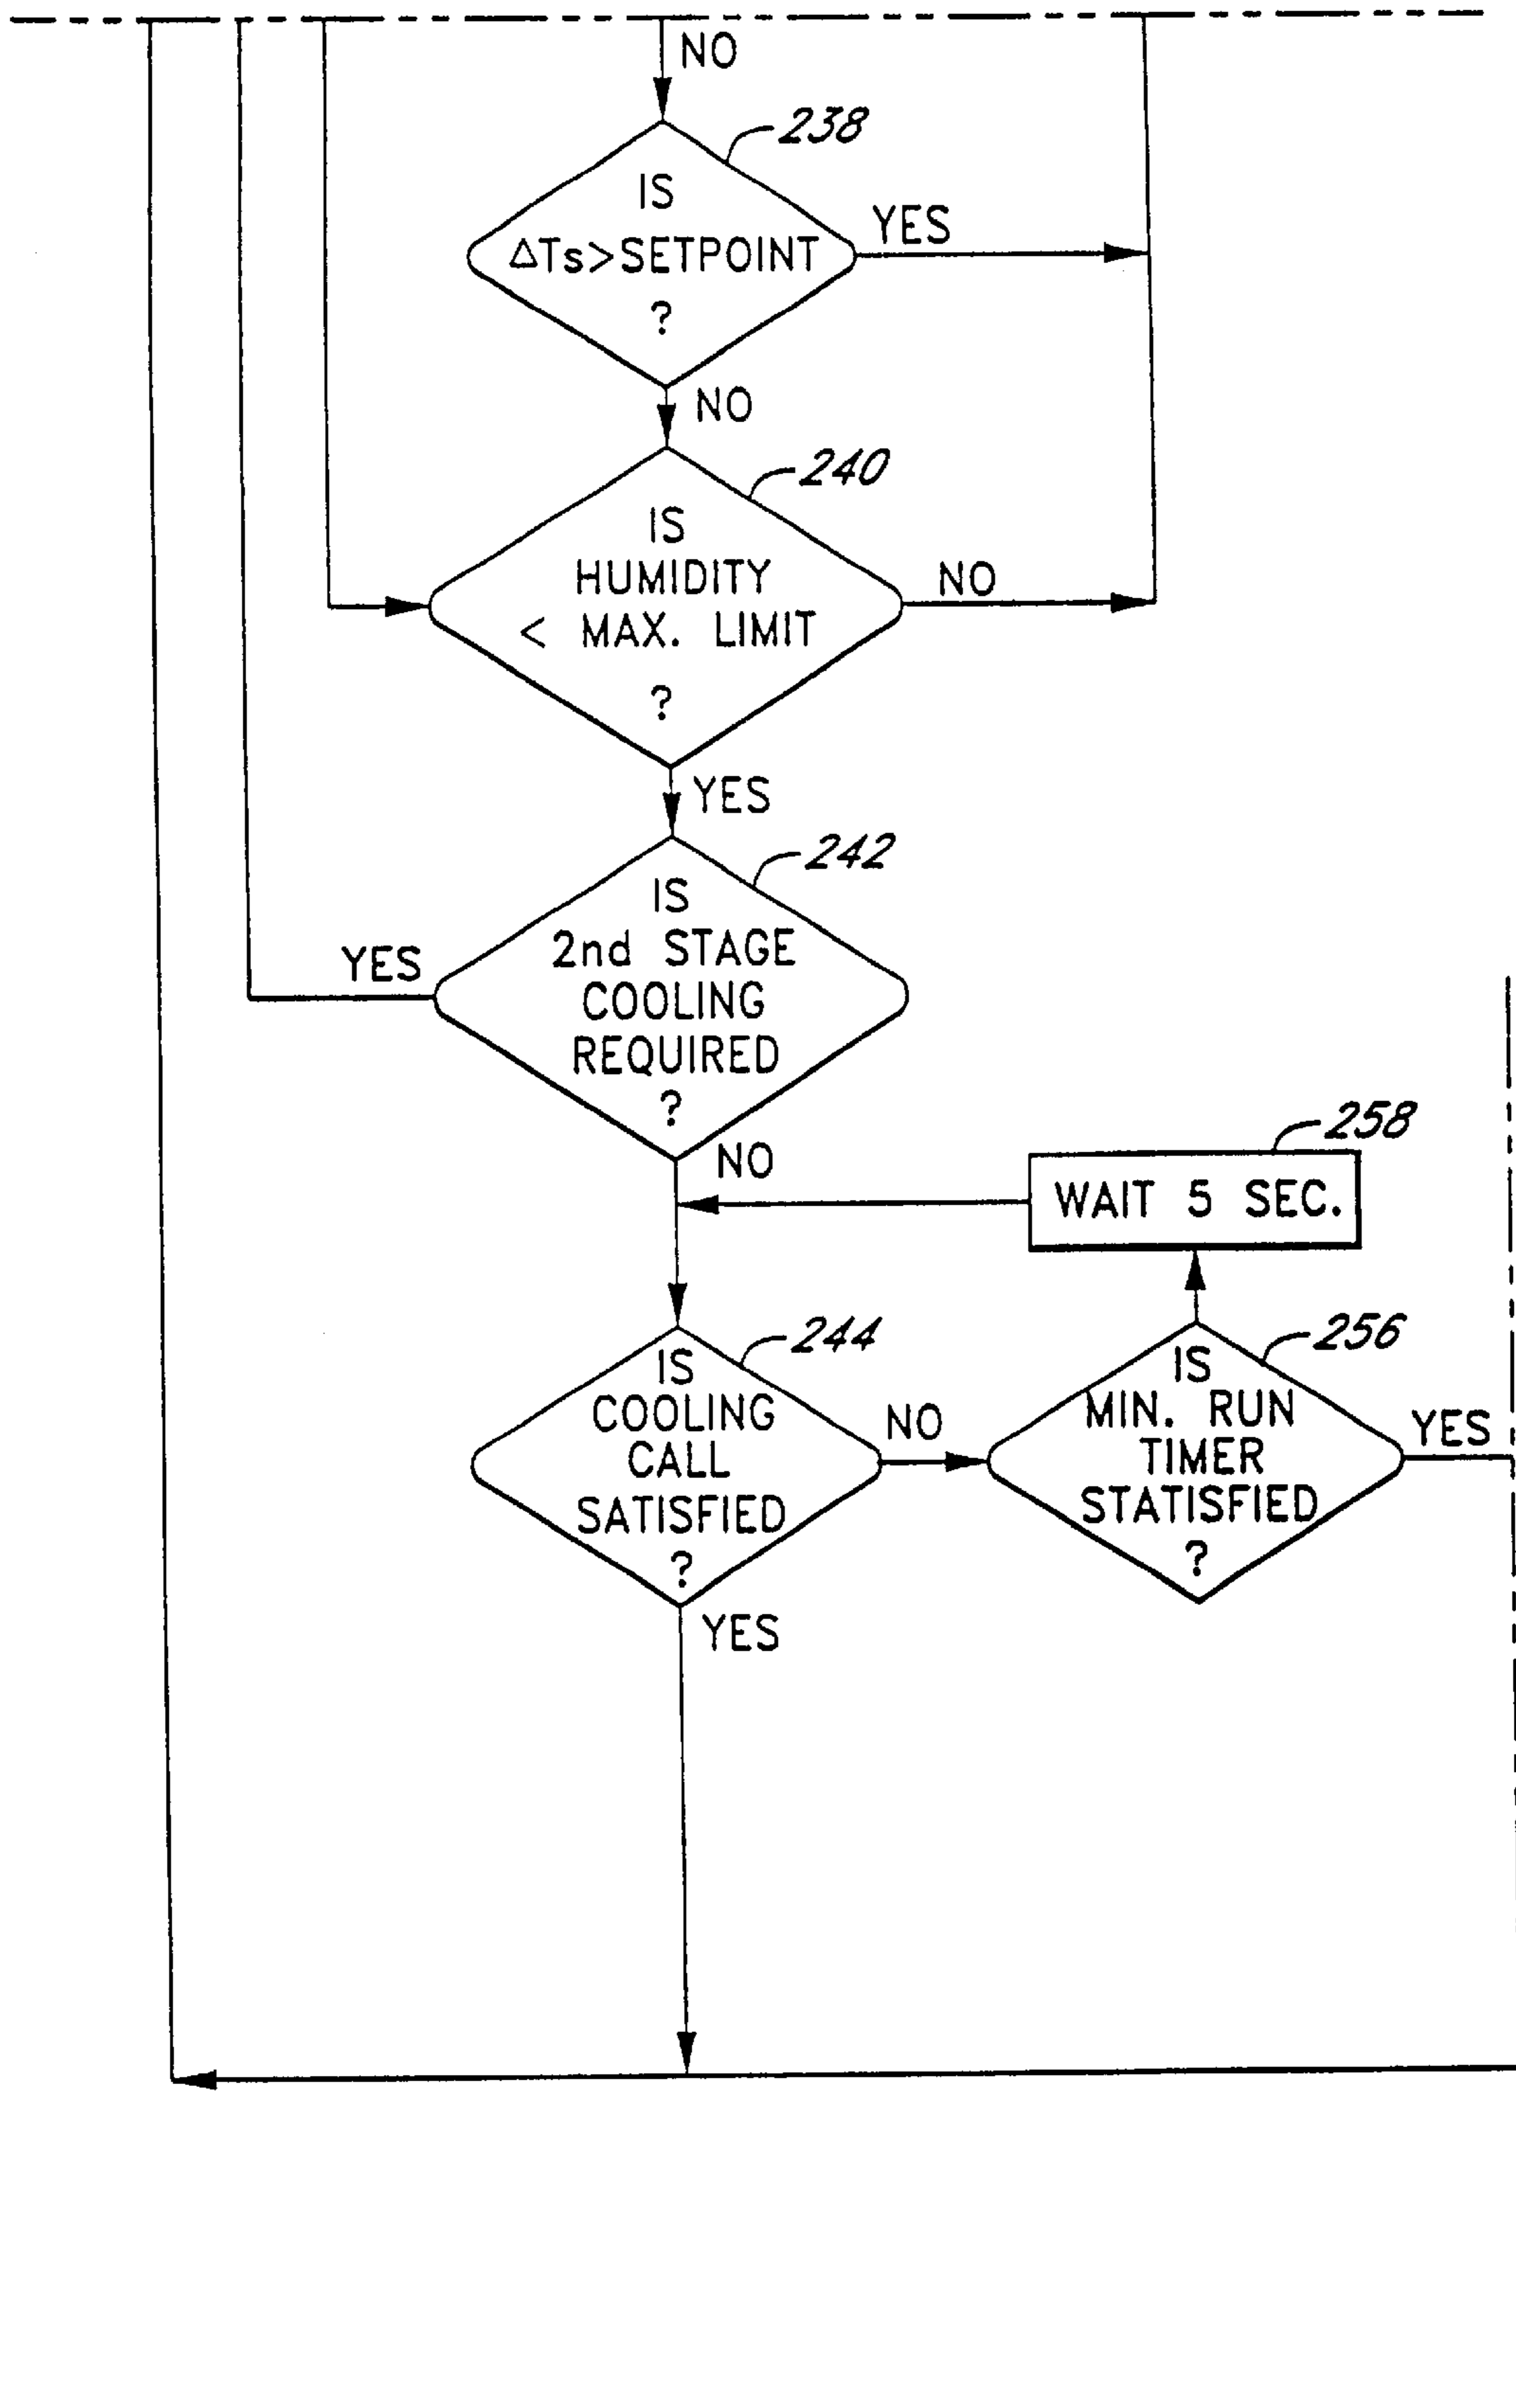 NO
238
IS
ΔTs>SETPOINT
?
YES
NO
240
IS
HUMIDITY
< MAX. LIMIT
?
NO
YES
242
IS
2nd STAGE
COOLING
REQUIRED
?
YES
NO
258
WAIT 5 SEC.
244
IS
COOLING
CALL
SATISFIED
?
NO
YES
256
IS
MIN. RUN
TIMER
STATISFIED
?
YES